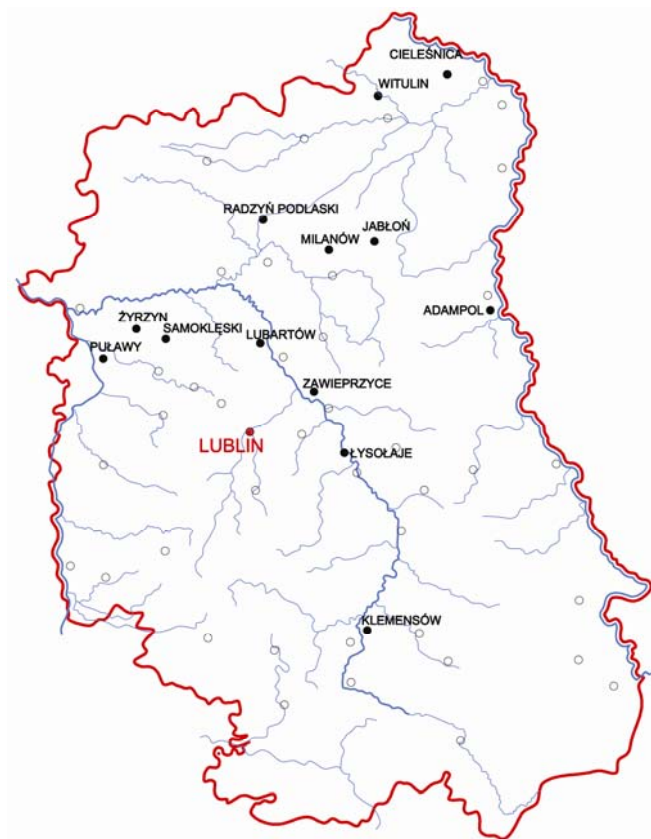 CIELEŚNICA
WITULIN
RADZYŃ PODLASKI
JABŁOŃ
MILANÓW
ADAMPOL
ŻYRZYN
SAMOKLĘSKI
LUBARTÓW
PUŁAWY
ZAWIEPRZYCE
LUBLIN
ŁYSOŁAJE
KLEMENSÓW